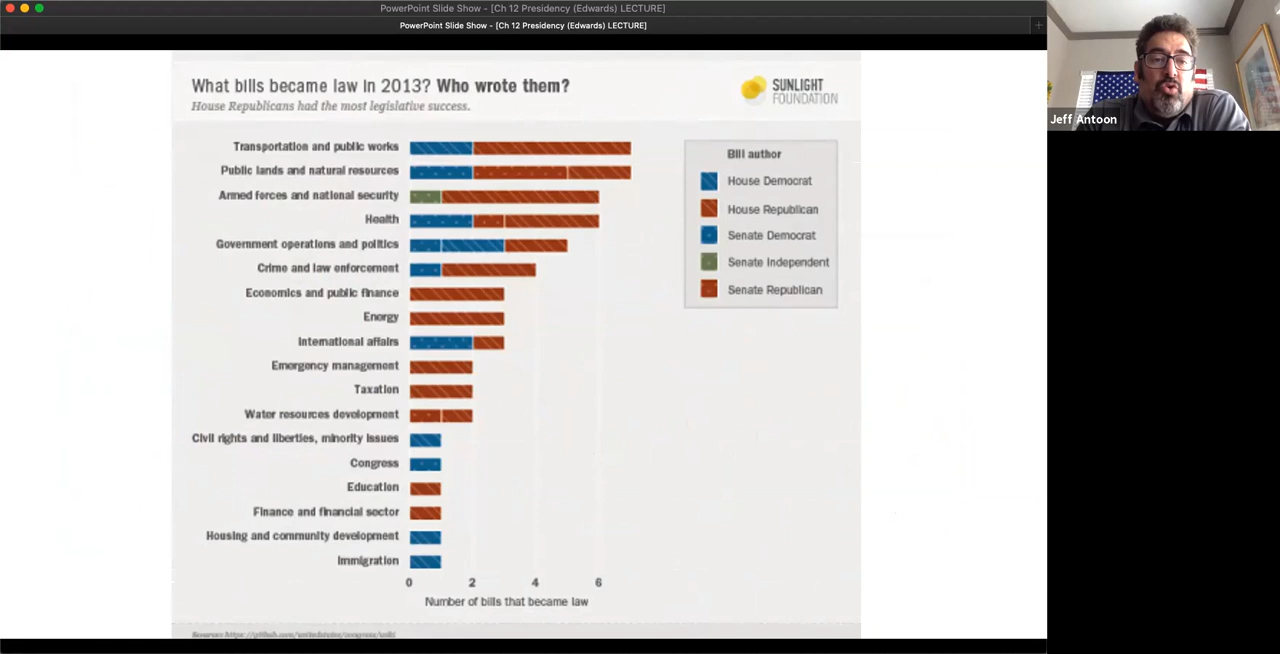 PowerPoint Slide Show - [Ch 12 Presidency (Edwards) LECTURE]
PowerPoint Slide Show - [Ch 12 Presidency (Edwards) LECTURE]
Jeff Antoon
What bills became law in 2013? Who wrote them?
House Republicans had the most legislative success.
SUNLIGHT
FOUNDATION
Transportation and public works
Public lands and natural resources
Armed forces and national security
Health
Government operations and politics
Crime and law enforcement
Economics and public finance
Energy
International affairs
Emergency management
Taxation
Water resources development
Civil rights and liberties, minority issues
Congress
Education
Finance and financial sector
Housing and community development
Immigration
0 2 4 6
Number of bills that became law
Bill author
House Democrat
House Republican
Senate Democrat
Senate Independent
Senate Republican